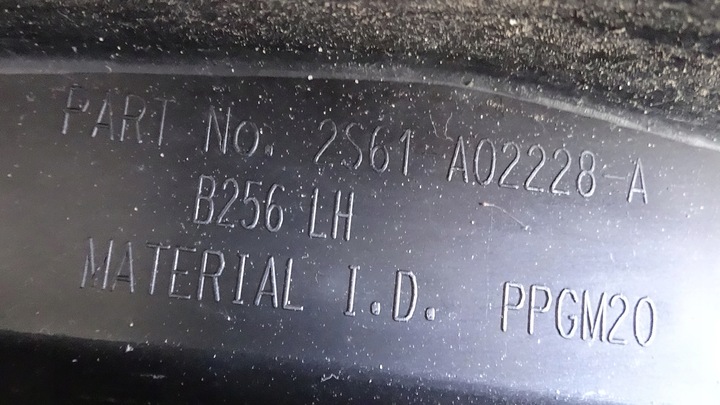 PART No. 2S61 A02228-A
B256 LH
MATERIAL I.D. PPGM20